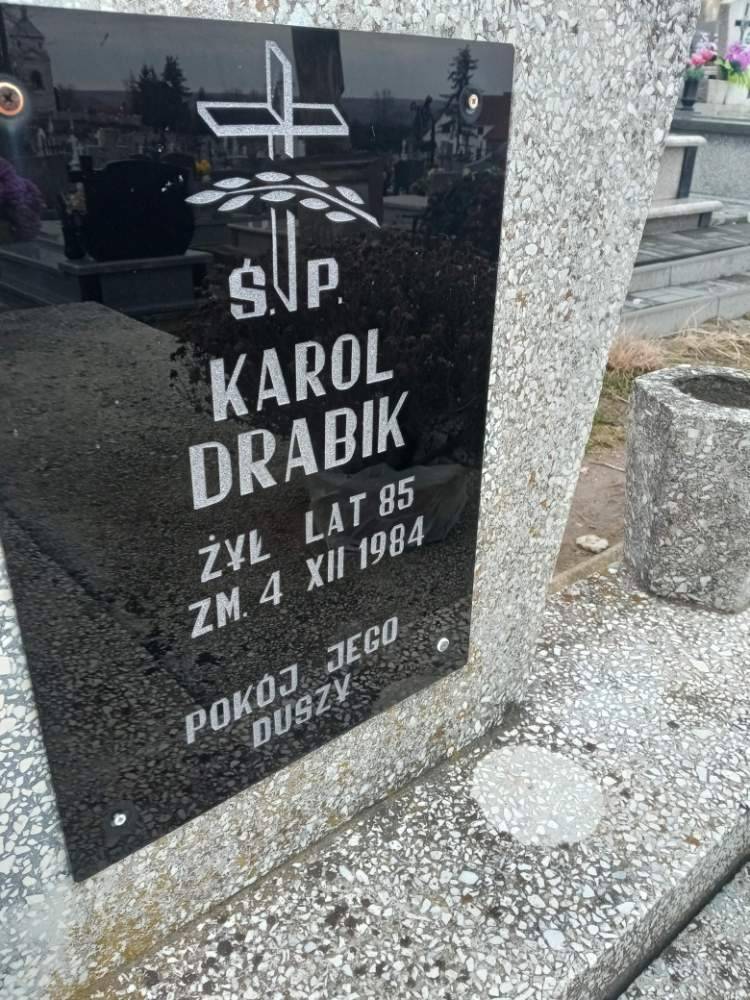 Ś. P.
KAROL
DRABIK
ŻYŁ LAT 85
ZM. 4 XII 1984
POKÓJ JEGO
DUSZY